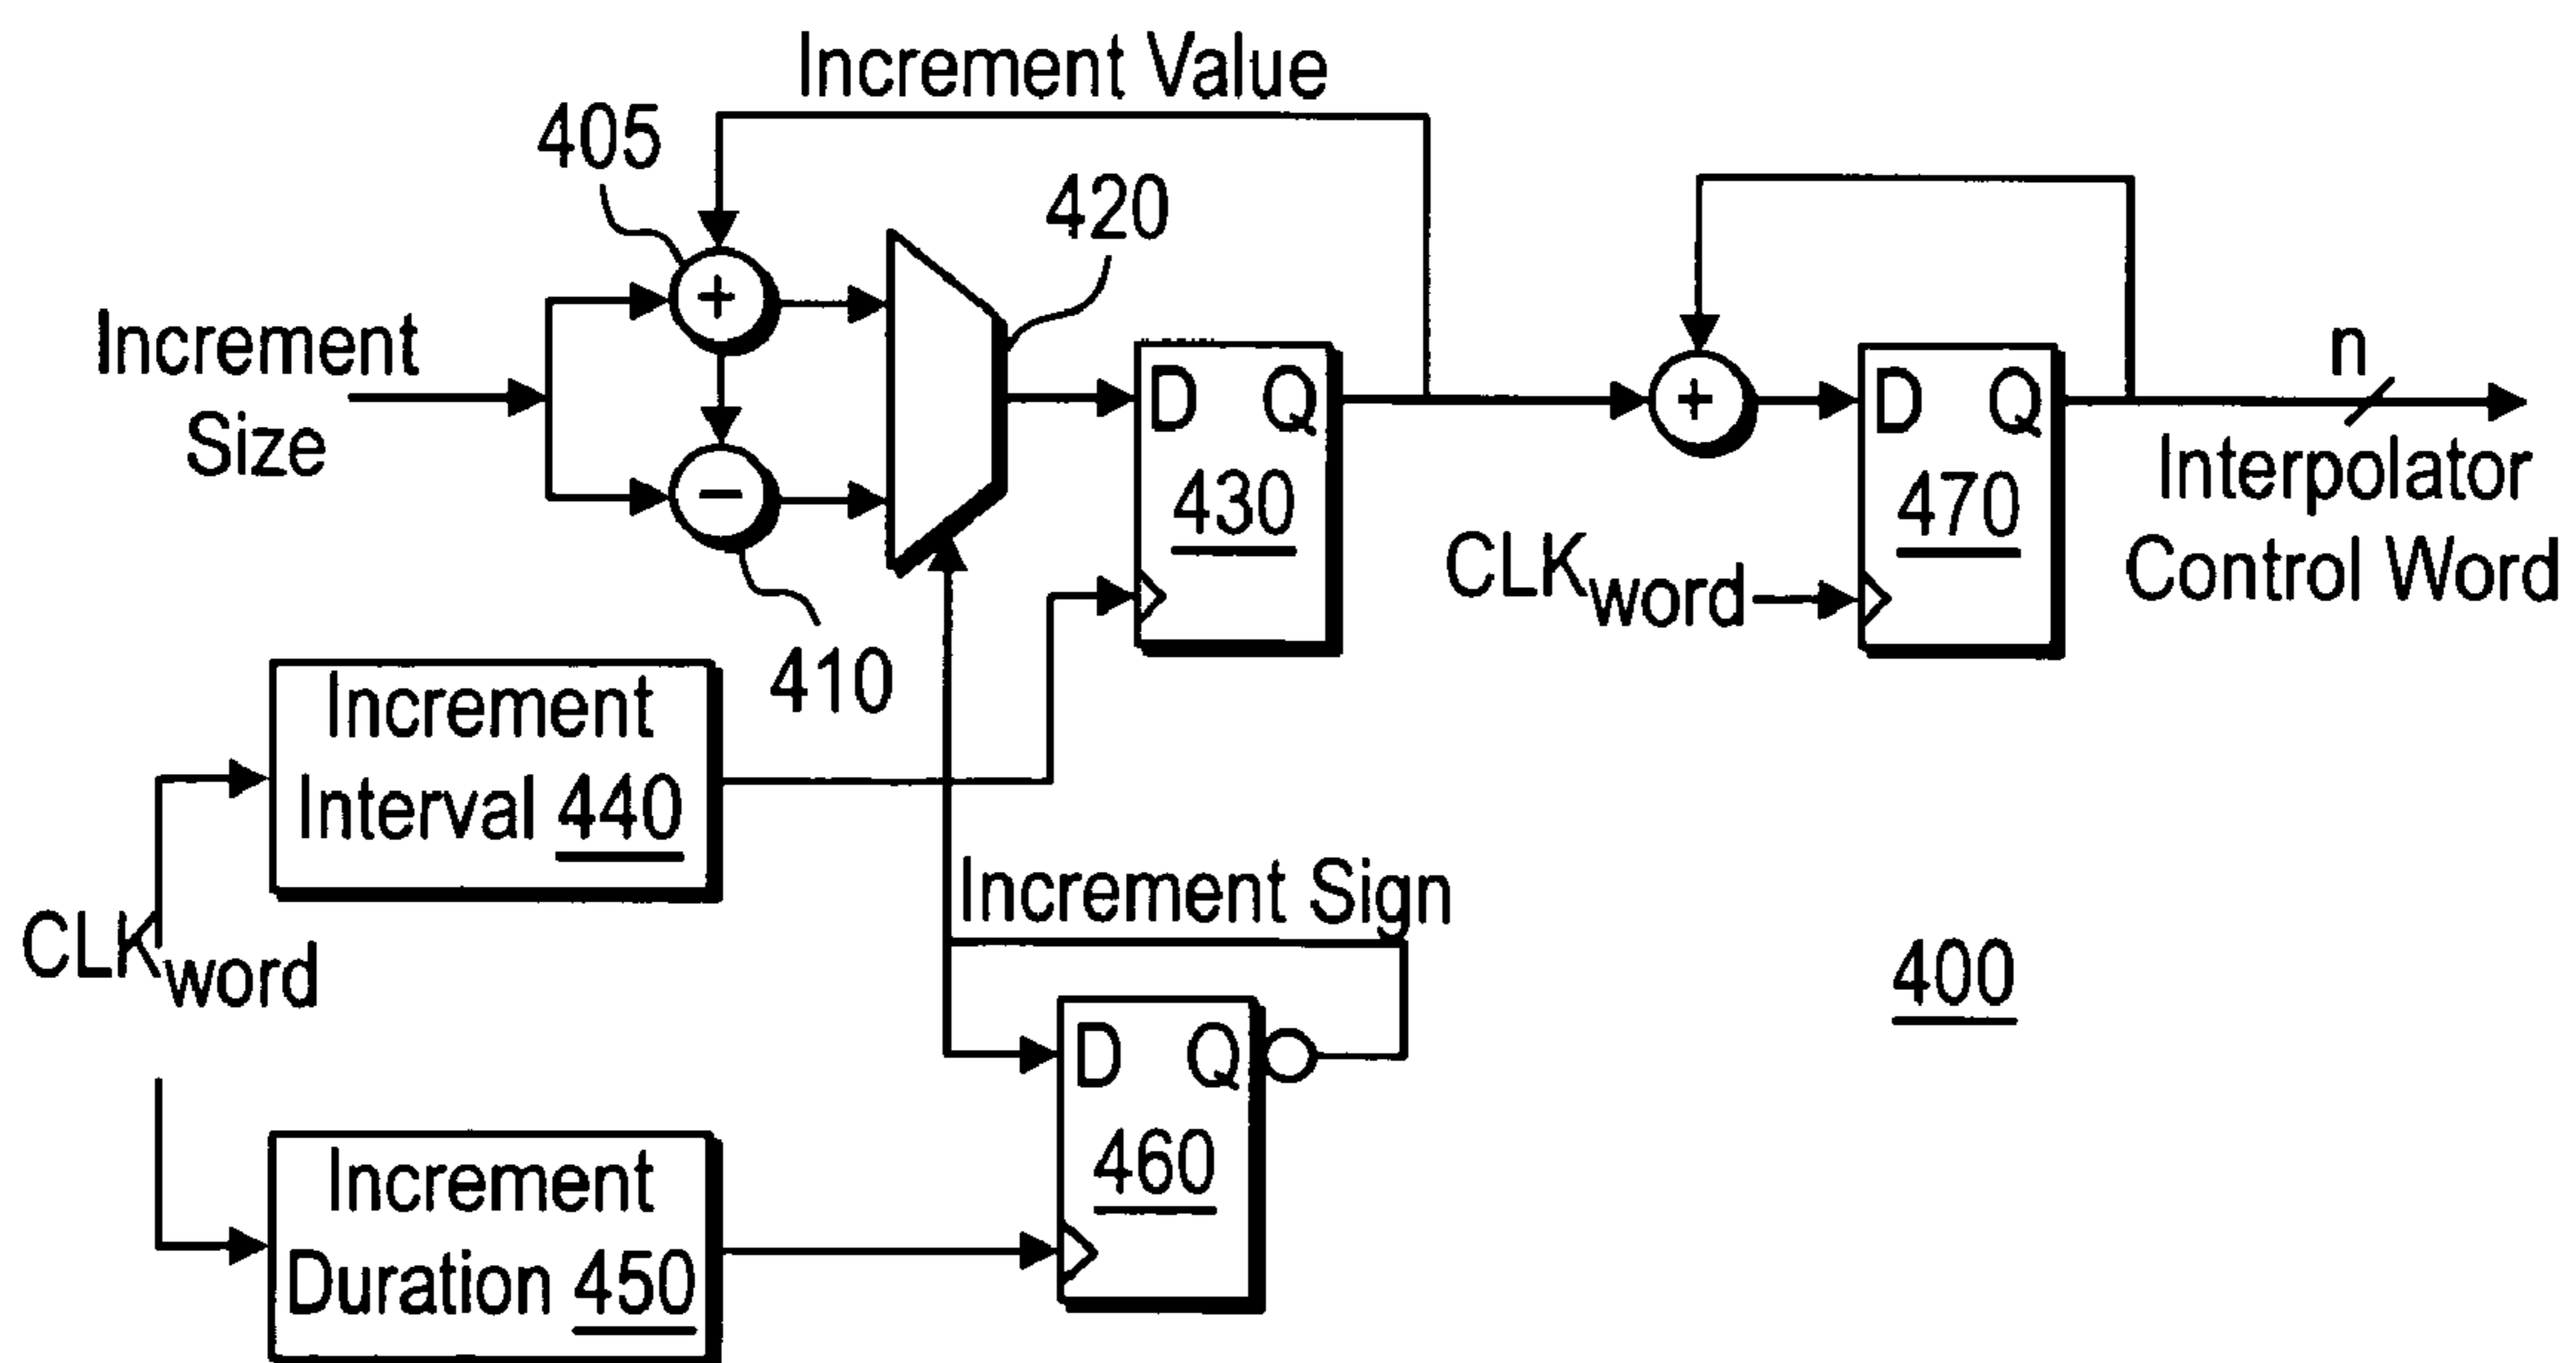 Increment Value
405
420
+
Increment
Size
−
410
D Q
430
+
D Q
470
CLKword
n
Interpolator
Control Word
Increment
Interval 440
CLKword
Increment Sign
D Q
460
Increment
Duration 450
400